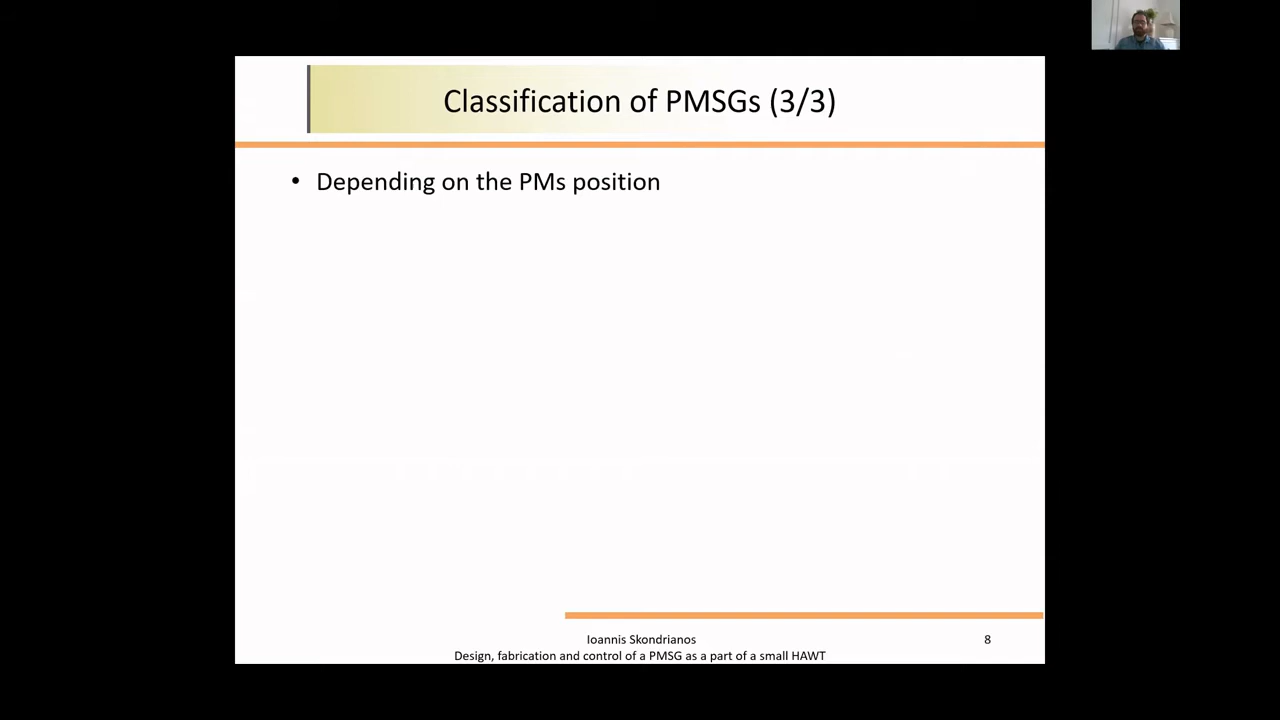 Classification of PMSGs (3/3)
• Depending on the PMs position
Ioannis Skondrianos
8
Design, fabrication and control of a PMSG as a part of a small HAWT